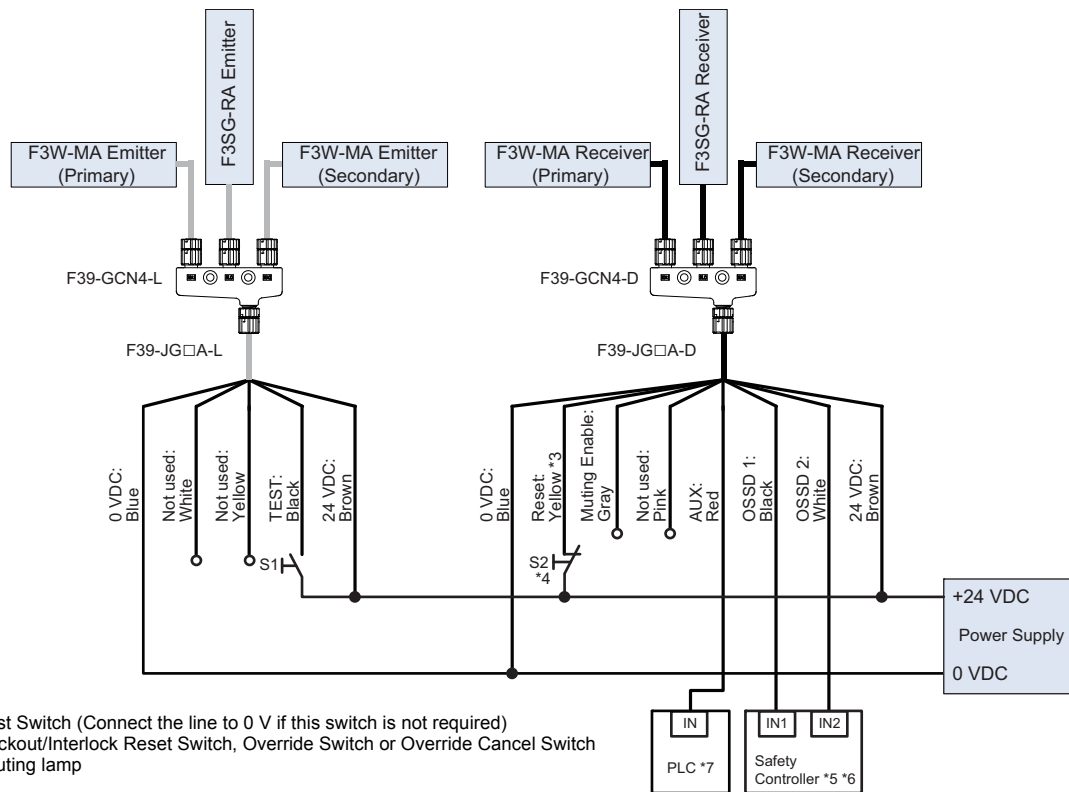 F3SG-RA Emitter
F3SG-RA Receiver
F3W-MA Emitter
(Primary)
F3W-MA Emitter
(Secondary)
F3W-MA Receiver
(Primary)
F3W-MA Receiver
(Secondary)
F39-GCN4-L
F39-GCN4-D
F39-JG□A-L
F39-JG□A-D
0 VDC:
Blue
Not used:
White
Not used:
Yellow
TEST:
Black
24 VDC:
Brown
0 VDC:
Blue
Reset:
Yellow *3
Muting Enable:
Gray
Not used:
Pink
AUX:
Red
OSSD 1:
Black
OSSD 2:
White
24 VDC:
Brown
S1
S2
*4
+24 VDC
Power Supply
0 VDC
st Switch (Connect the line to 0 V if this switch is not required)
ckout/Interlock Reset Switch, Override Switch or Override Cancel Switch
uting lamp
IN
PLC *7
IN1
IN2
Safety
Controller *5 *6